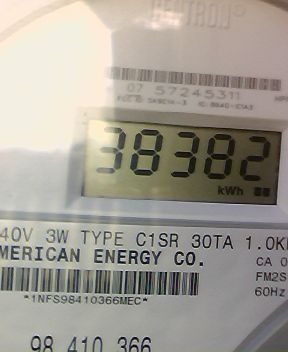 CENTRON®
07 57245311
38382
kWh
40V 3W TYPE C1SR 30TA 1.0K
MERICAN ENERGY CO.
CA 0
FM2S
*1NFS98410366MEC*
60Hz
98 410 366